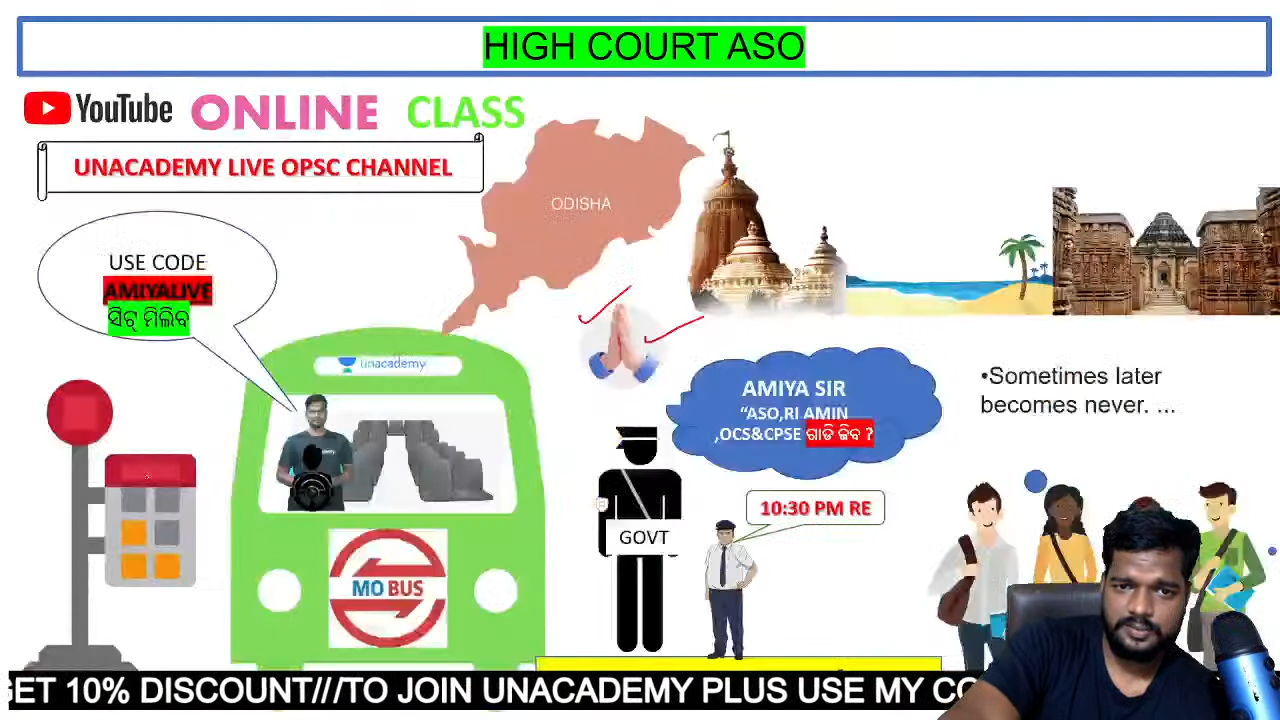 HIGH COURT ASO
YouTube ONLINE CLASS
UNACADEMY LIVE OPSC CHANNEL
ODISHA
USE CODE
AMIYALIVE
ସିଟ୍ ମିଳିବ
unacademy
AMIYA SIR
“ASO,RI AMIN
,OCS&CPSE ଗାଡି ଜିବ ?
•Sometimes later
becomes never. ...
10:30 PM RE
GOVT
MO BUS
GET 10% DISCOUNT///TO JOIN UNACADEMY PLUS USE MY CO